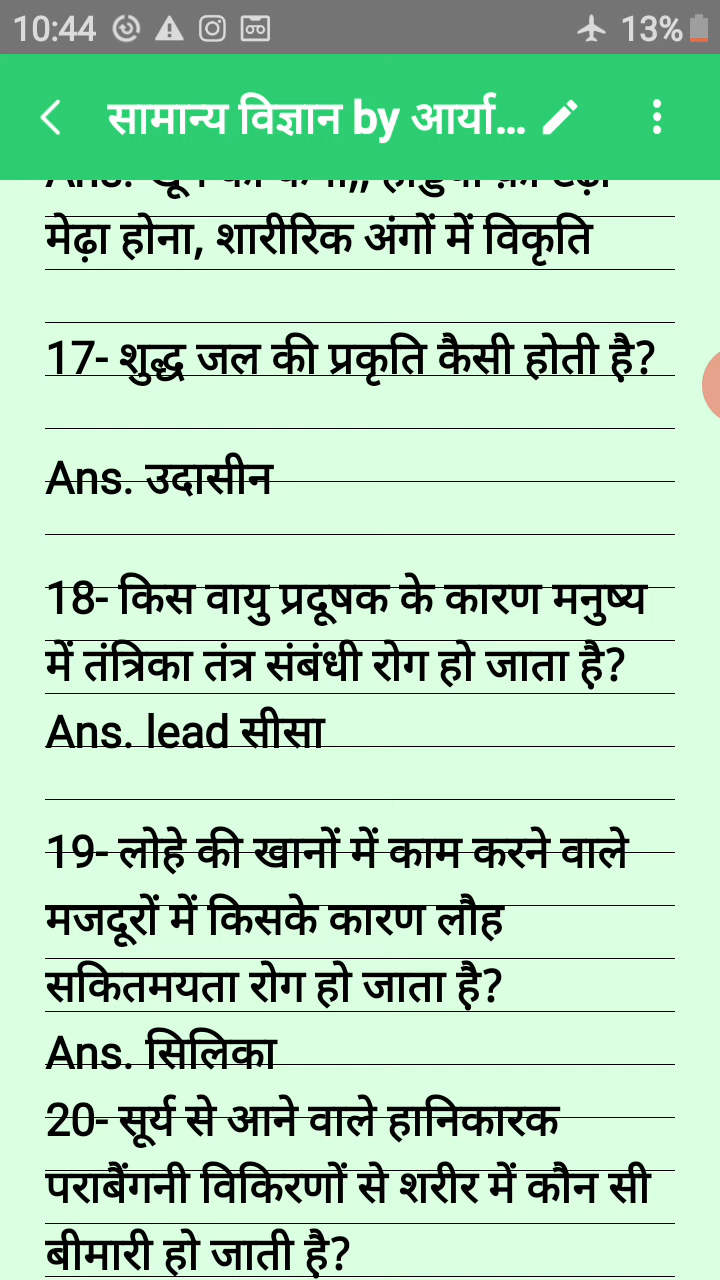 10:44
13%
सामान्य विज्ञान by आर्या...
मेढ़ा होना, शारीरिक अंगों में विकृति
17- शुद्ध जल की प्रकृति कैसी होती है?
Ans. उदासीन
18- किस वायु प्रदूषक के कारण मनुष्य
में तंत्रिका तंत्र संबंधी रोग हो जाता है?
Ans. lead सीसा
19- लोहे की खानों में काम करने वाले
मजदूरों में किसके कारण लौह
सकितमयता रोग हो जाता है?
Ans. सिलिका
20- सूर्य से आने वाले हानिकारक
पराबैंगनी विकिरणों से शरीर में कौन सी
बीमारी हो जाती है?